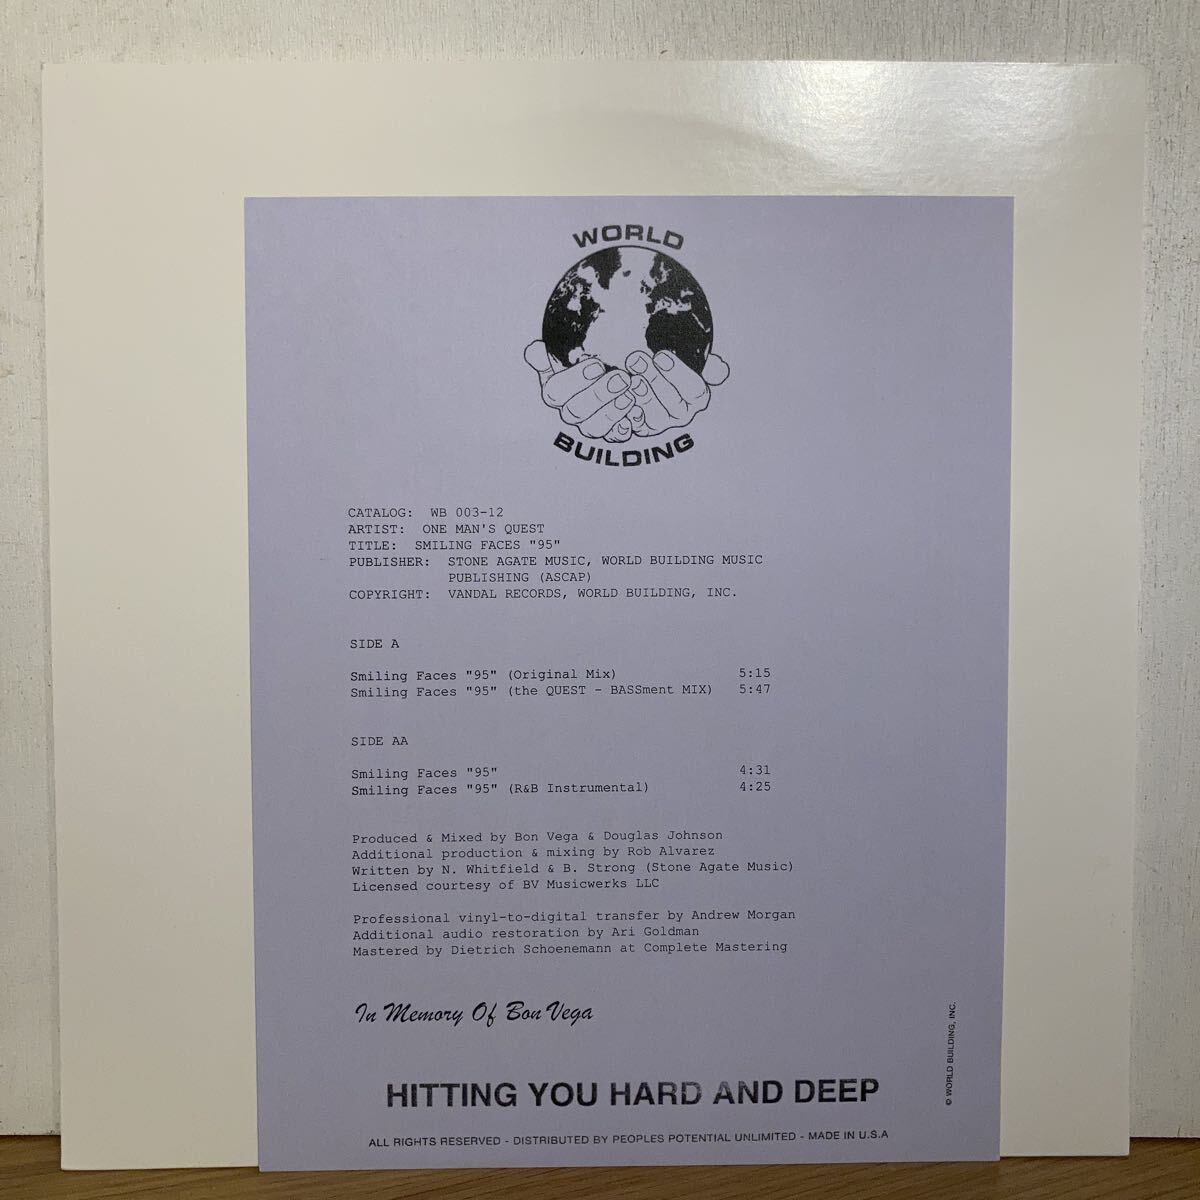 WORLD
BUILDING
CATALOG: WB 003-12
ARTIST: ONE MAN'S QUEST
TITLE: SMILING FACES "95"
PUBLISHER: STONE AGATE MUSIC, WORLD BUILDING MUSIC
PUBLISHING (ASCAP)
COPYRIGHT: VANDAL RECORDS, WORLD BUILDING, INC.
SIDE A
Smiling Faces "95" (Original Mix) 5:15
Smiling Faces "95" (the QUEST - BASSment MIX) 5:47
SIDE AA
Smiling Faces "95" 4:31
Smiling Faces "95" (R&B Instrumental) 4:25
Produced & Mixed by Bon Vega & Douglas Johnson
Additional production & mixing by Rob Alvarez
Written by N. Whitfield & B. Strong (Stone Agate Music)
Licensed courtesy of BV Musicwerks LLC
Professional vinyl-to-digital transfer by Andrew Morgan
Additional audio restoration by Ari Goldman
Mastered by Dietrich Schoenemann at Complete Mastering
In Memory Of Bon Vega
© WORLD BUILDING, INC.
HITTING YOU HARD AND DEEP
ALL RIGHTS RESERVED - DISTRIBUTED BY PEOPLES POTENTIAL UNLIMITED - MADE IN U.S.A